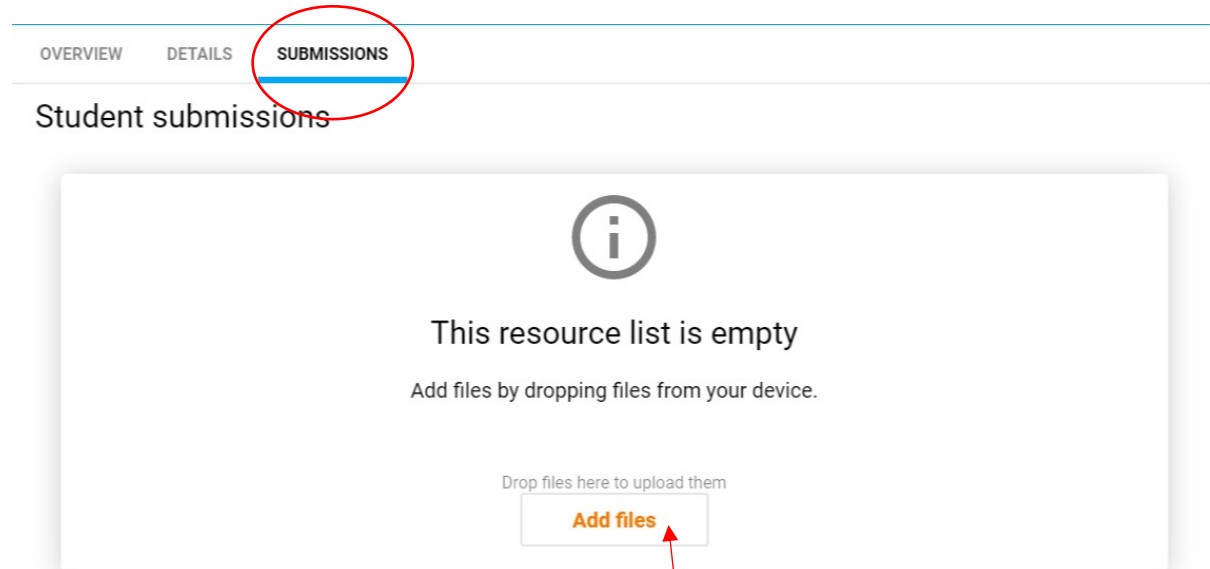 OVERVIEW DETAILS SUBMISSIONS
Student submissions
This resource list is empty
Add files by dropping files from your device.
Drop files here to upload them
Add files